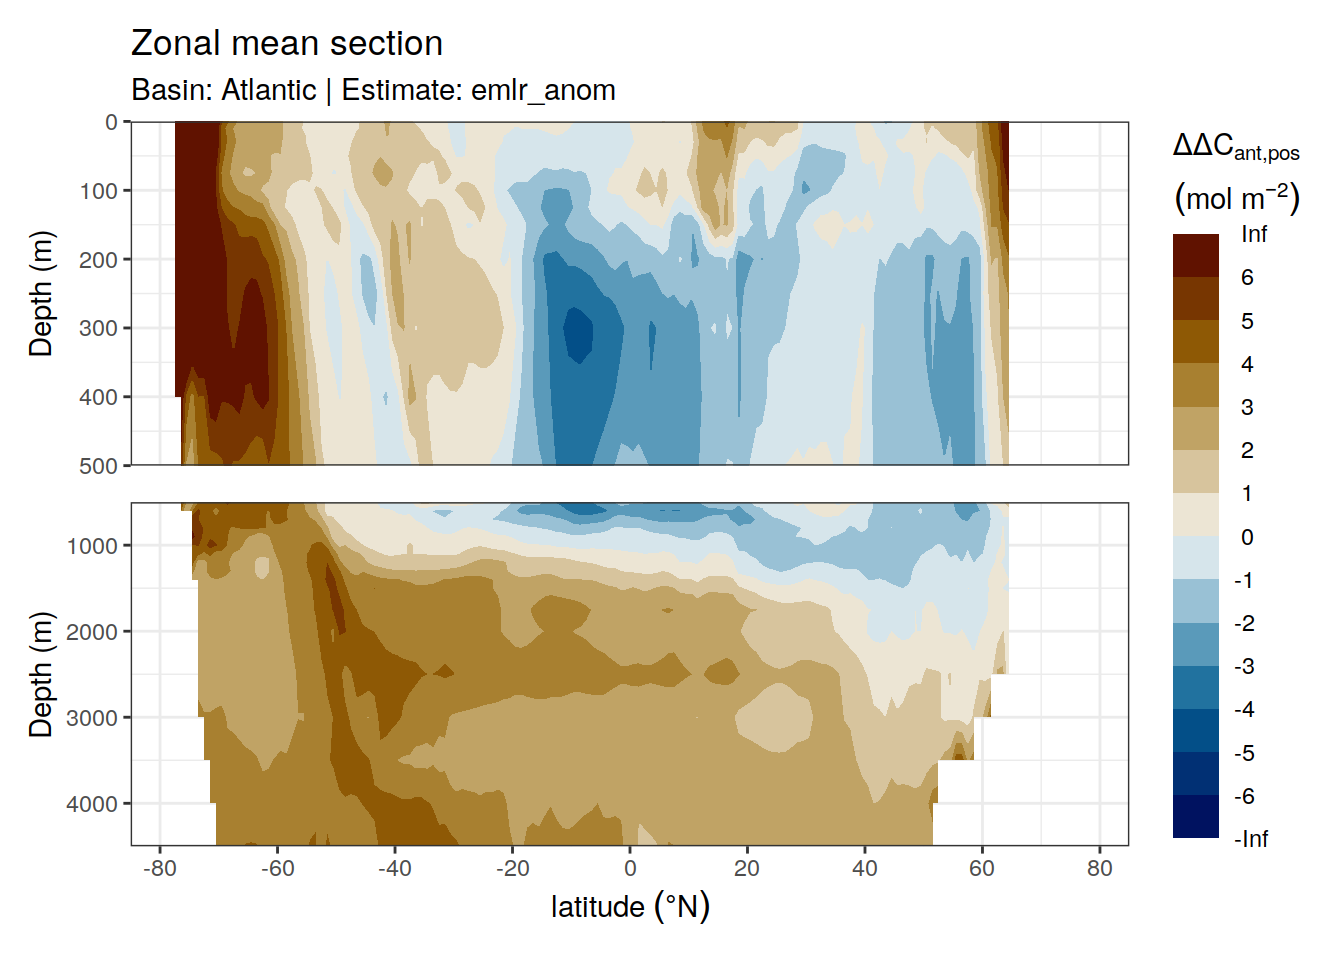 Zonal mean section
Basin: Atlantic | Estimate: emlr_anom
0
100
200
300
400
500
Depth (m)
1000
2000
3000
4000
Depth (m)
-80 -60 -40 -20 0 20 40 60 80
latitude (°N)
ΔΔCant,pos
(mol m−2)
Inf
6
5
4
3
2
1
0
-1
-2
-3
-4
-5
-6
-Inf